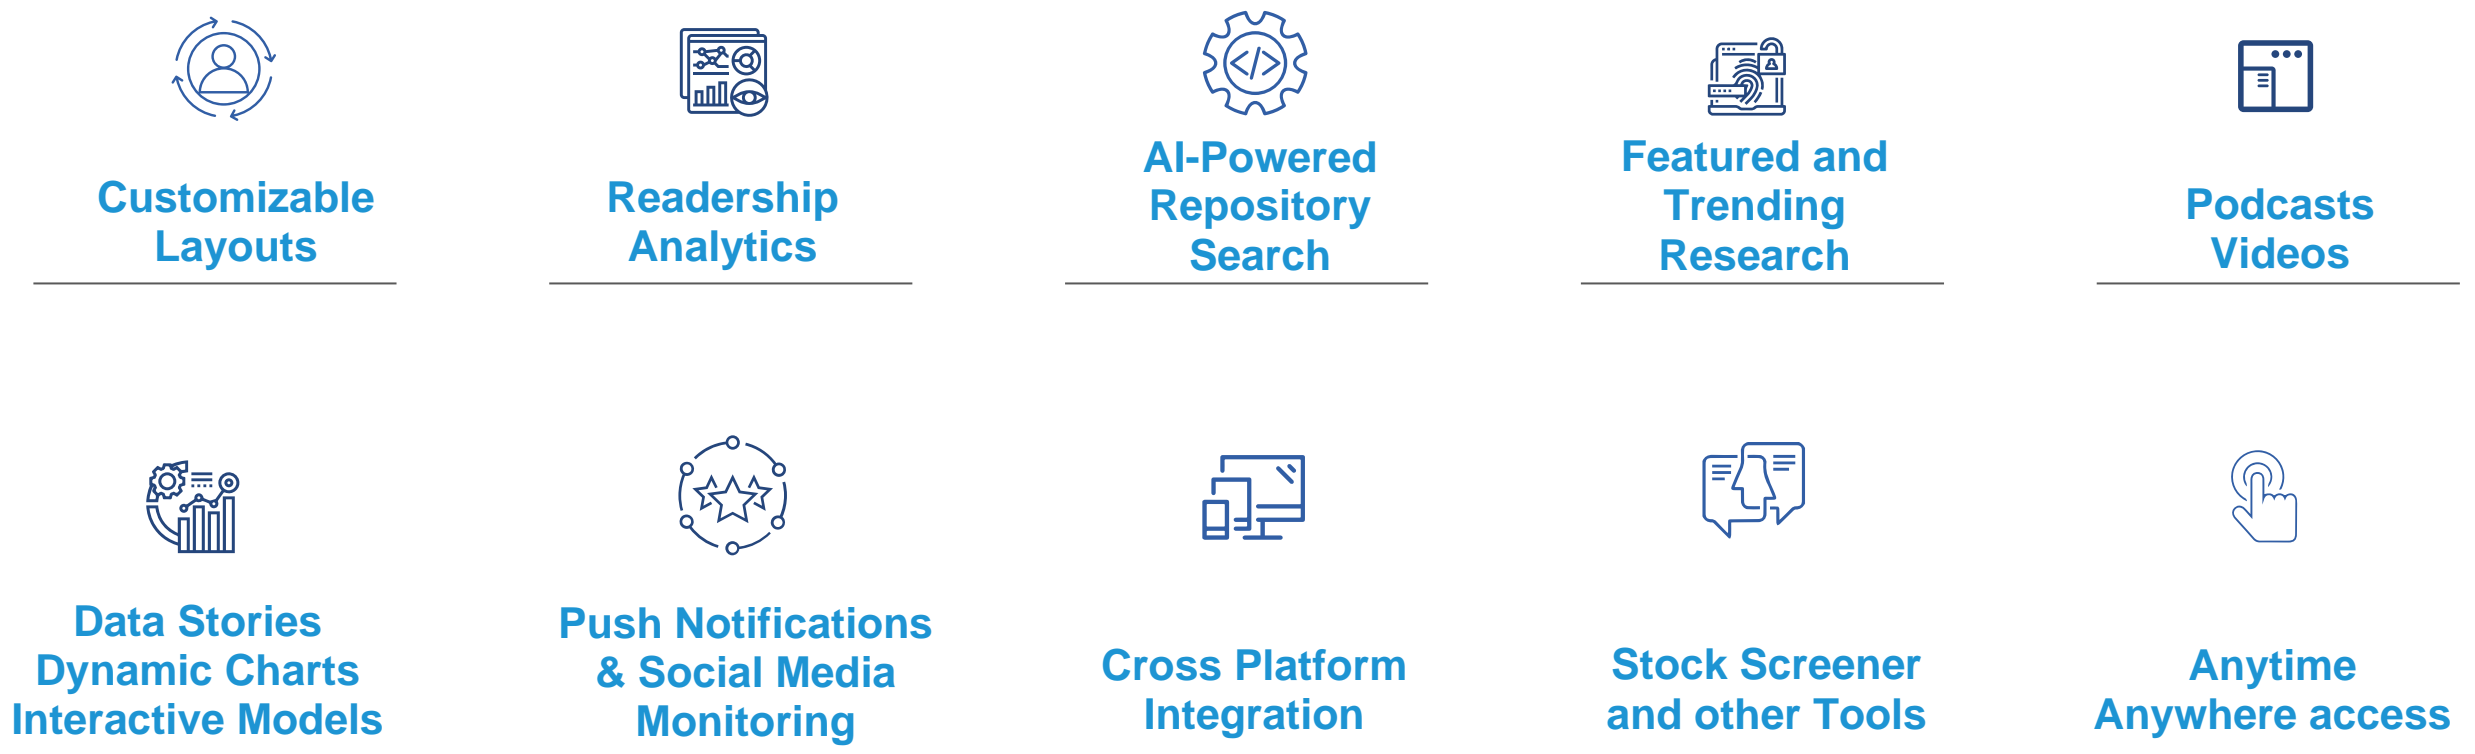 Customizable
Layouts
Readership
Analytics
AI-Powered
Repository
Search
Featured and
Trending
Research
Podcasts
Videos
Data Stories
Dynamic Charts
Interactive Models
Push Notifications
& Social Media
Monitoring
Cross Platform
Integration
Stock Screener
and other Tools
Anytime
Anywhere access